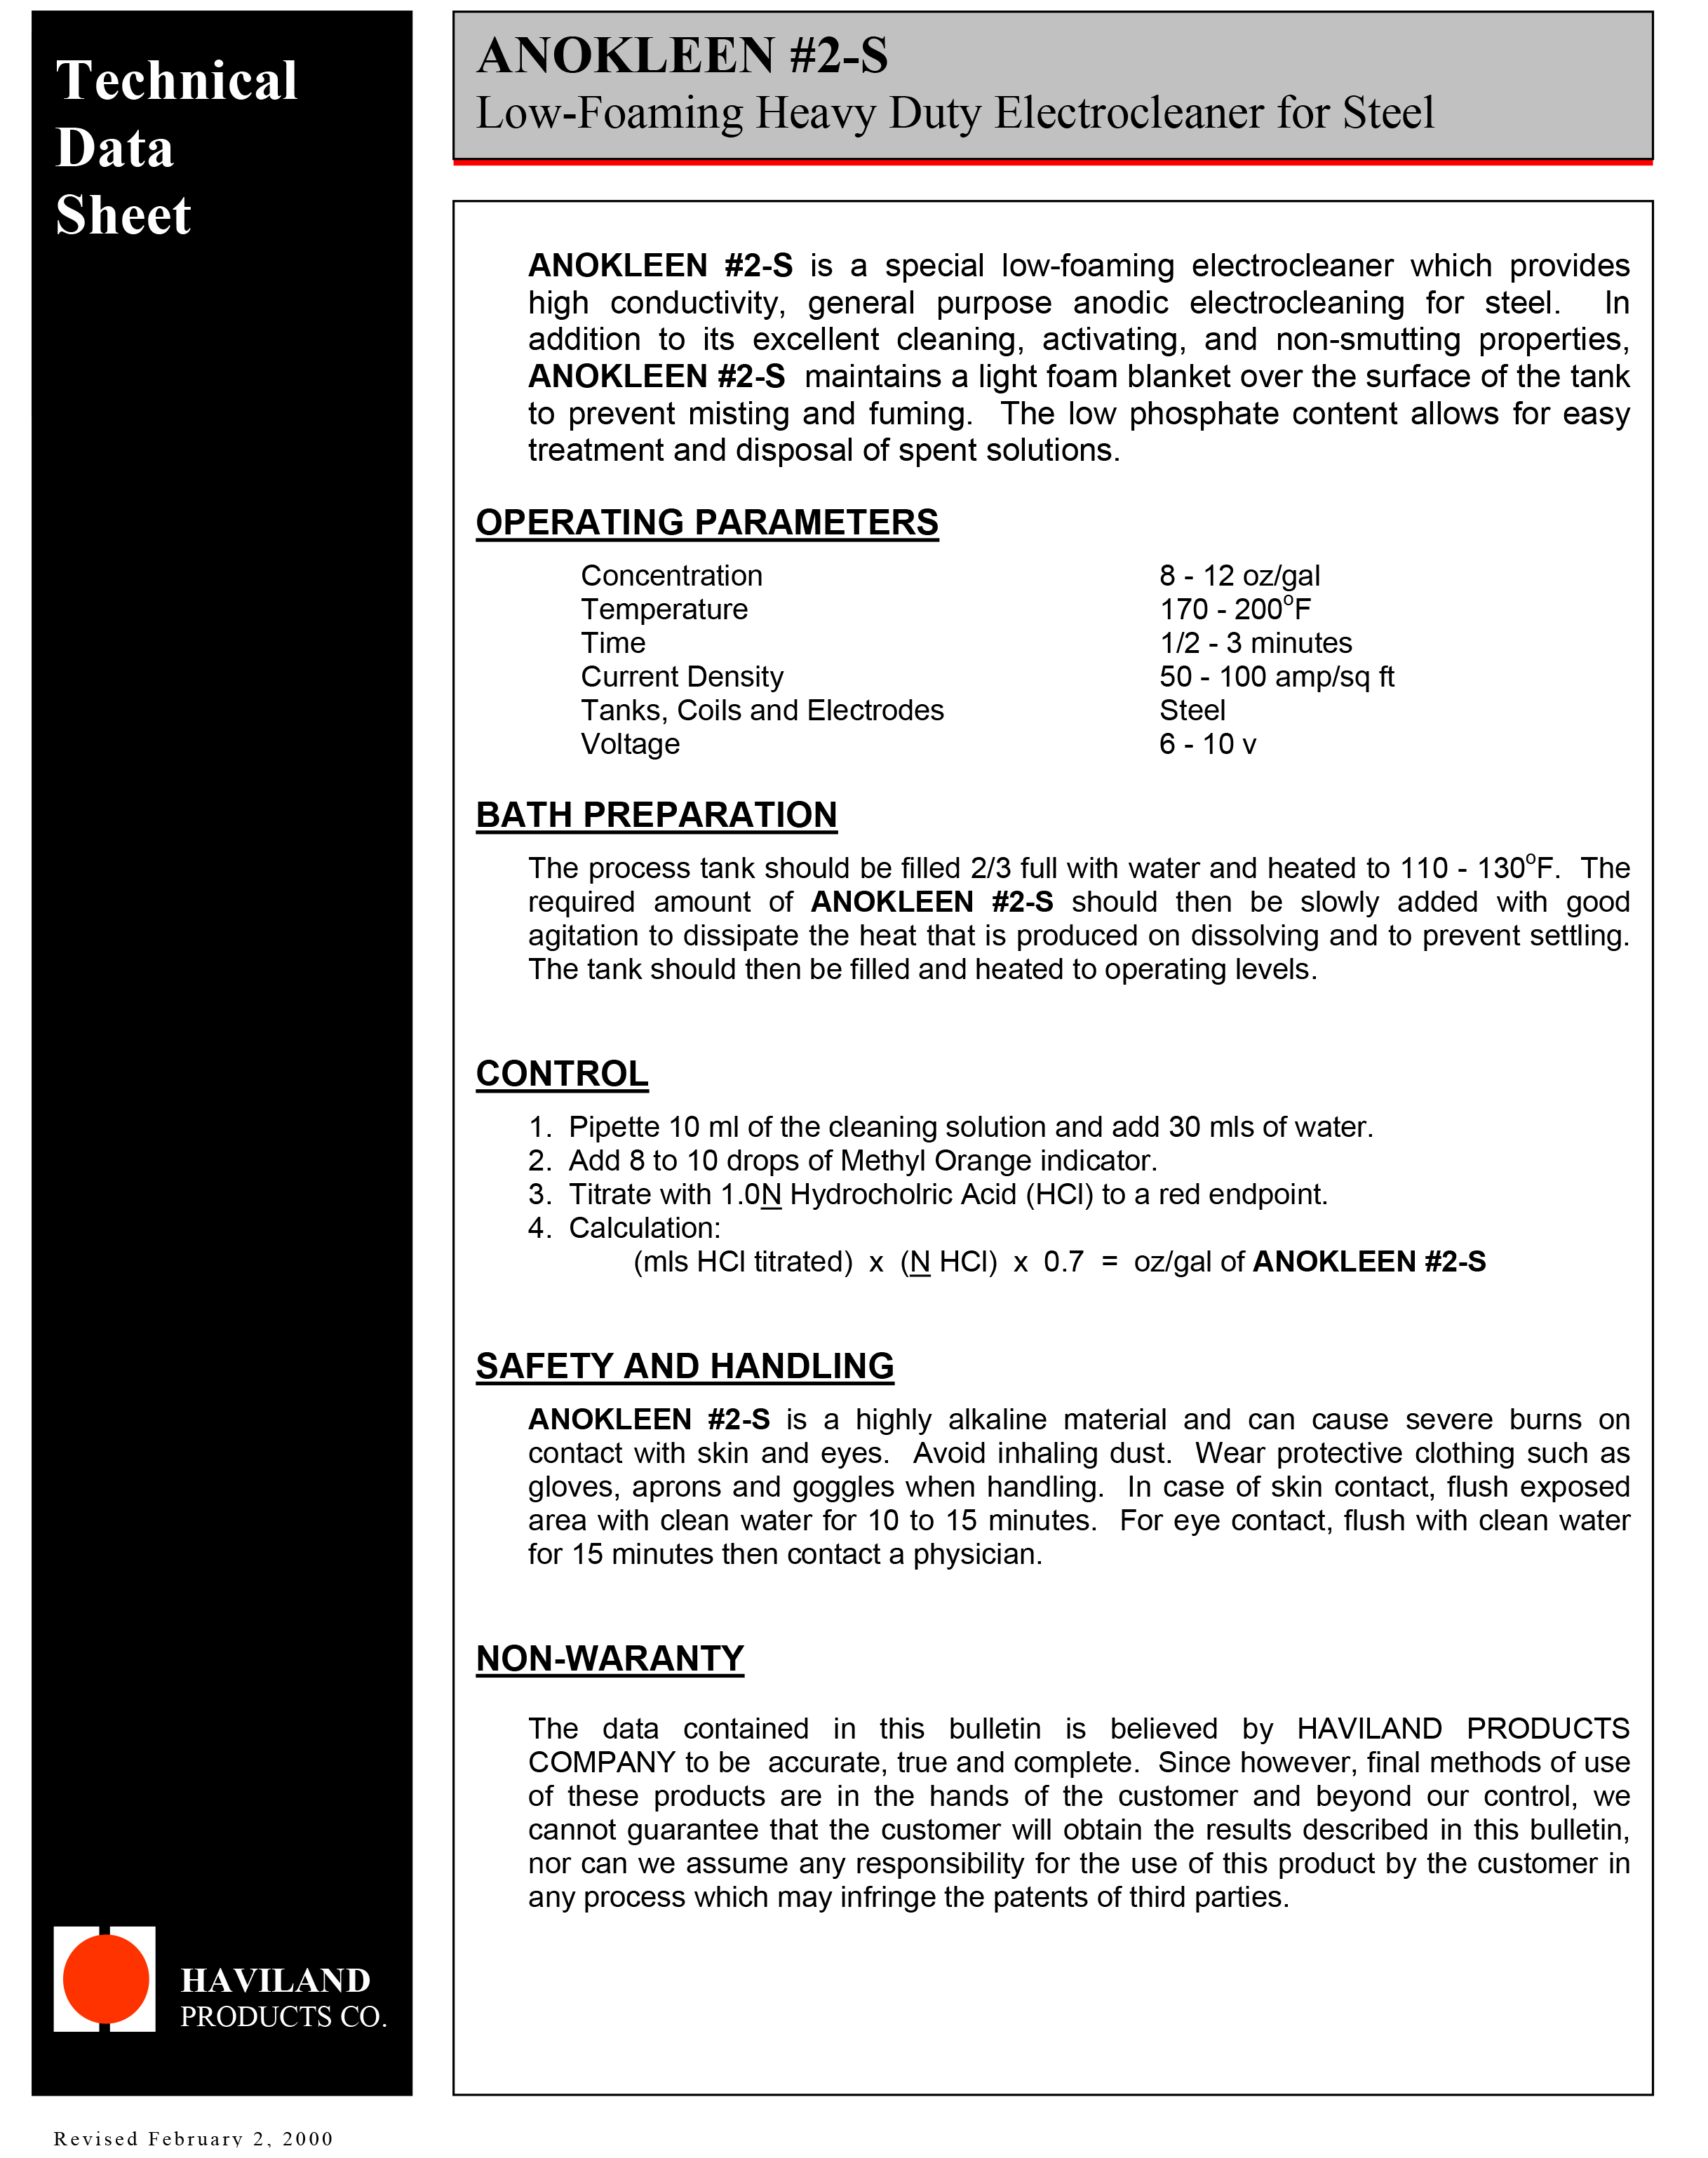 Technical
Data
Sheet
ANOKLEEN #2-S
Low-Foaming Heavy Duty Electrocleaner for Steel
ANOKLEEN #2-S is a special low-foaming electrocleaner which provides
high conductivity, general purpose anodic electrocleaning for steel. In
addition to its excellent cleaning, activating, and non-smutting properties,
ANOKLEEN #2-S maintains a light foam blanket over the surface of the tank
to prevent misting and fuming. The low phosphate content allows for easy
treatment and disposal of spent solutions.
OPERATING PARAMETERS
Concentration 8 - 12 oz/gal
Temperature 170 - 200°F
Time 1/2 - 3 minutes
Current Density 50 - 100 amp/sq ft
Tanks, Coils and Electrodes Steel
Voltage 6 - 10 v
BATH PREPARATION
The process tank should be filled 2/3 full with water and heated to 110 - 130°F. The
required amount of ANOKLEEN #2-S should then be slowly added with good
agitation to dissipate the heat that is produced on dissolving and to prevent settling.
The tank should then be filled and heated to operating levels.
CONTROL
1. Pipette 10 ml of the cleaning solution and add 30 mls of water.
2. Add 8 to 10 drops of Methyl Orange indicator.
3. Titrate with 1.0N Hydrocholric Acid (HCl) to a red endpoint.
4. Calculation:
(mls HCl titrated) x (N HCl) x 0.7 = oz/gal of ANOKLEEN #2-S
SAFETY AND HANDLING
ANOKLEEN #2-S is a highly alkaline material and can cause severe burns on
contact with skin and eyes. Avoid inhaling dust. Wear protective clothing such as
gloves, aprons and goggles when handling. In case of skin contact, flush exposed
area with clean water for 10 to 15 minutes. For eye contact, flush with clean water
for 15 minutes then contact a physician.
NON-WARANTY
The data contained in this bulletin is believed by HAVILAND PRODUCTS
COMPANY to be accurate, true and complete. Since however, final methods of use
of these products are in the hands of the customer and beyond our control, we
cannot guarantee that the customer will obtain the results described in this bulletin,
nor can we assume any responsibility for the use of this product by the customer in
any process which may infringe the patents of third parties.
HAVILAND
PRODUCTS CO.
Revised February 2, 2000